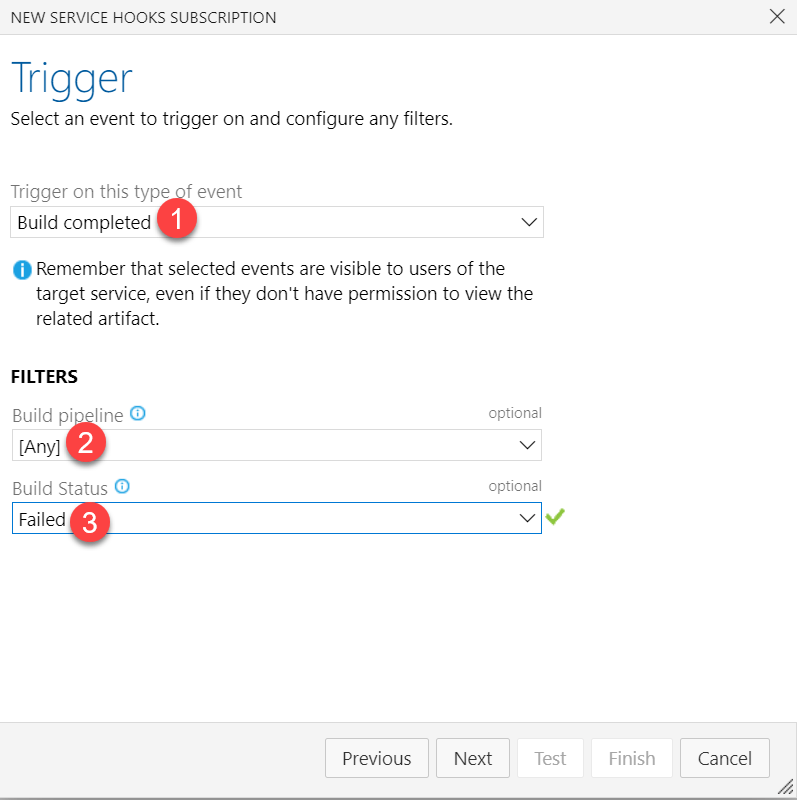 NEW SERVICE HOOKS SUBSCRIPTION
Trigger
Select an event to trigger on and configure any filters.
Trigger on this type of event
Build completed 1
Remember that selected events are visible to users of the
target service, even if they don't have permission to view the
related artifact.
FILTERS
Build pipeline optional
[Any] 2
Build Status optional
Failed 3
Previous Next Test Finish Cancel